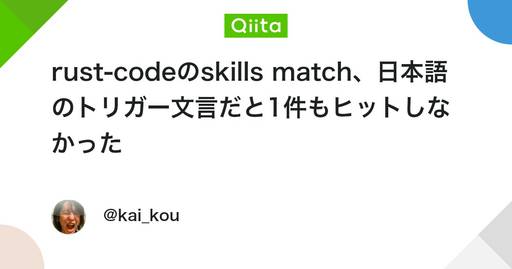 Qiita
rust-codeのskills match、日本語
のトリガー文言だと1件もヒットしな
かった
@kai_kou